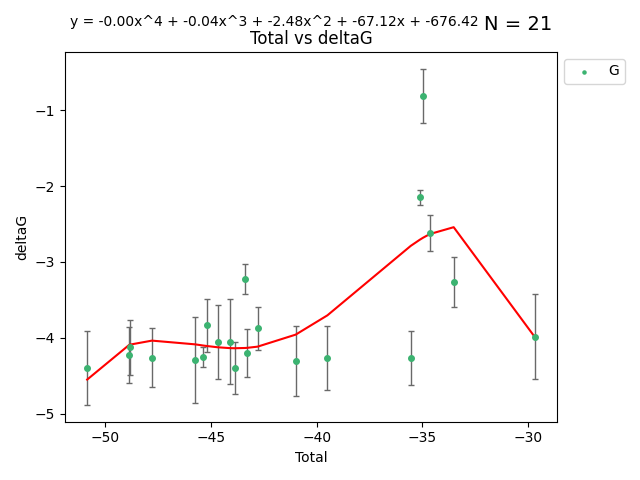 y = -0.00x^4 + -0.04x^3 + -2.48x^2 + -67.12x + -676.42 N = 21
Total vs deltaG
G
−1
−2
−3
−4
−5
deltaG
−50 −45 −40 −35 −30
Total